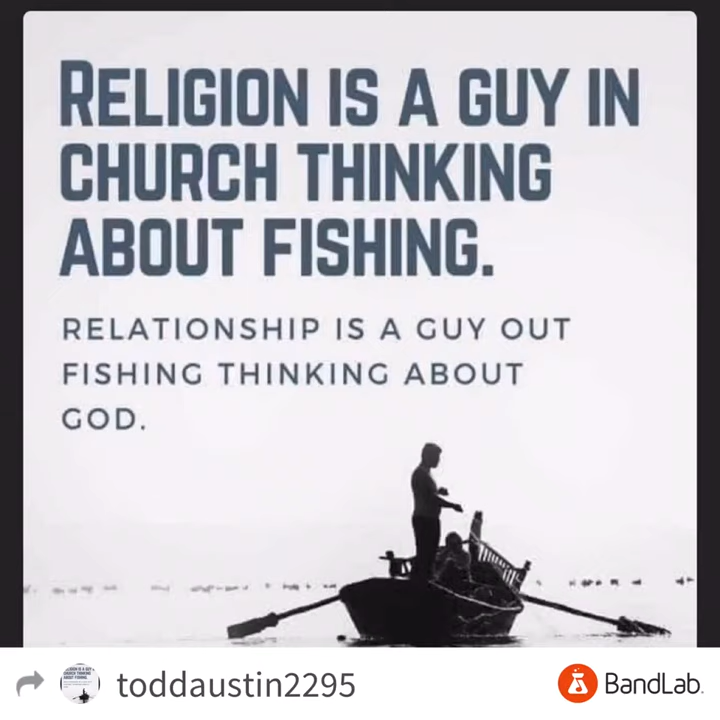 RELIGION IS A GUY IN
CHURCH THINKING
ABOUT FISHING.
RELATIONSHIP IS A GUY OUT
FISHING THINKING ABOUT
GOD.
toddaustin2295
BandLab.